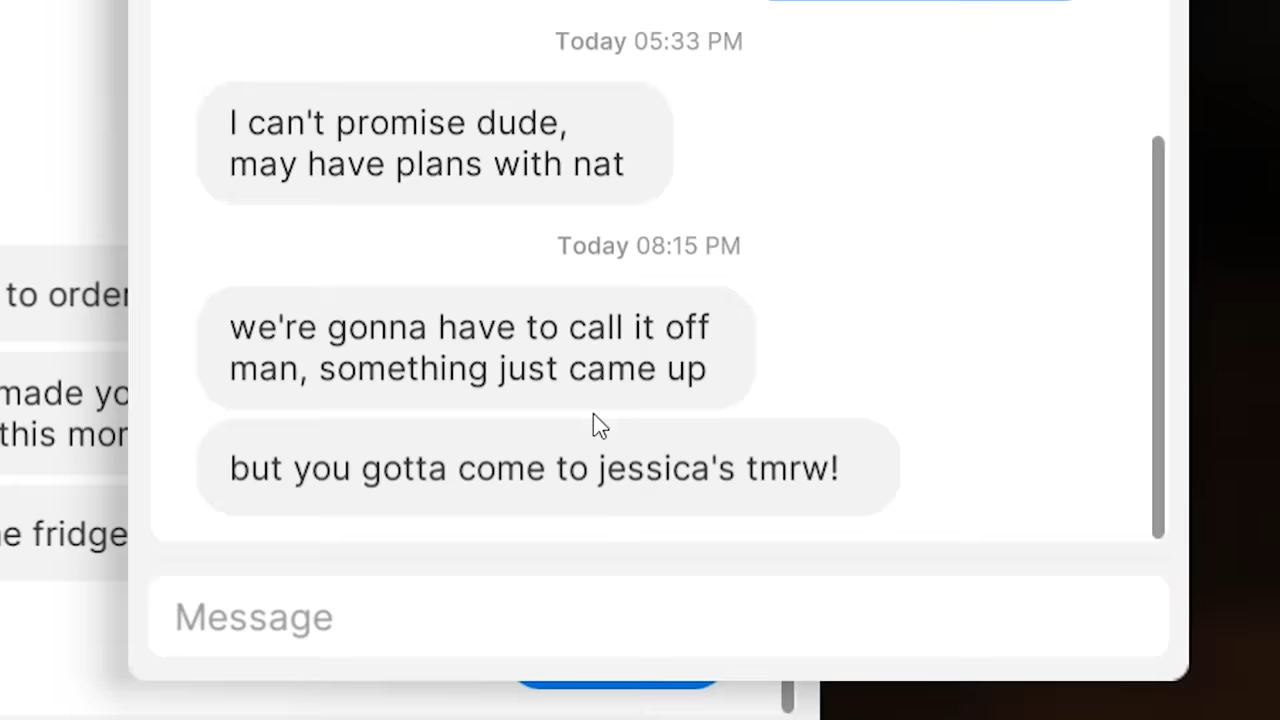 Today 05:33 PM
I can't promise dude,
may have plans with nat
Today 08:15 PM
we're gonna have to call it off
man, something just came up
but you gotta come to jessica's tmrw!
Message
to order
made yo
this mor
fridge